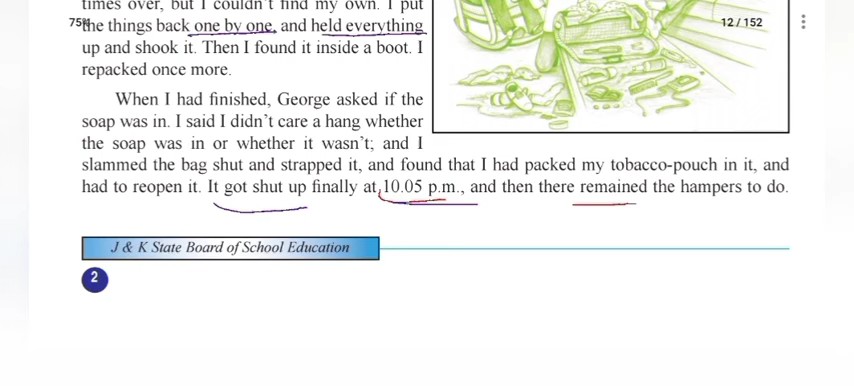 times over, but I couldn't find my own. I put
the things back one by one, and held everything
up and shook it. Then I found it inside a boot. I
repacked once more.
When I had finished, George asked if the
soap was in. I said I didn't care a hang whether
the soap was in or whether it wasn't; and I
slammed the bag shut and strapped it, and found that I had packed my tobacco-pouch in it, and
had to reopen it. It got shut up finally at 10.05 p.m., and then there remained the hampers to do.
J & K State Board of School Education
2
75%
12 / 152